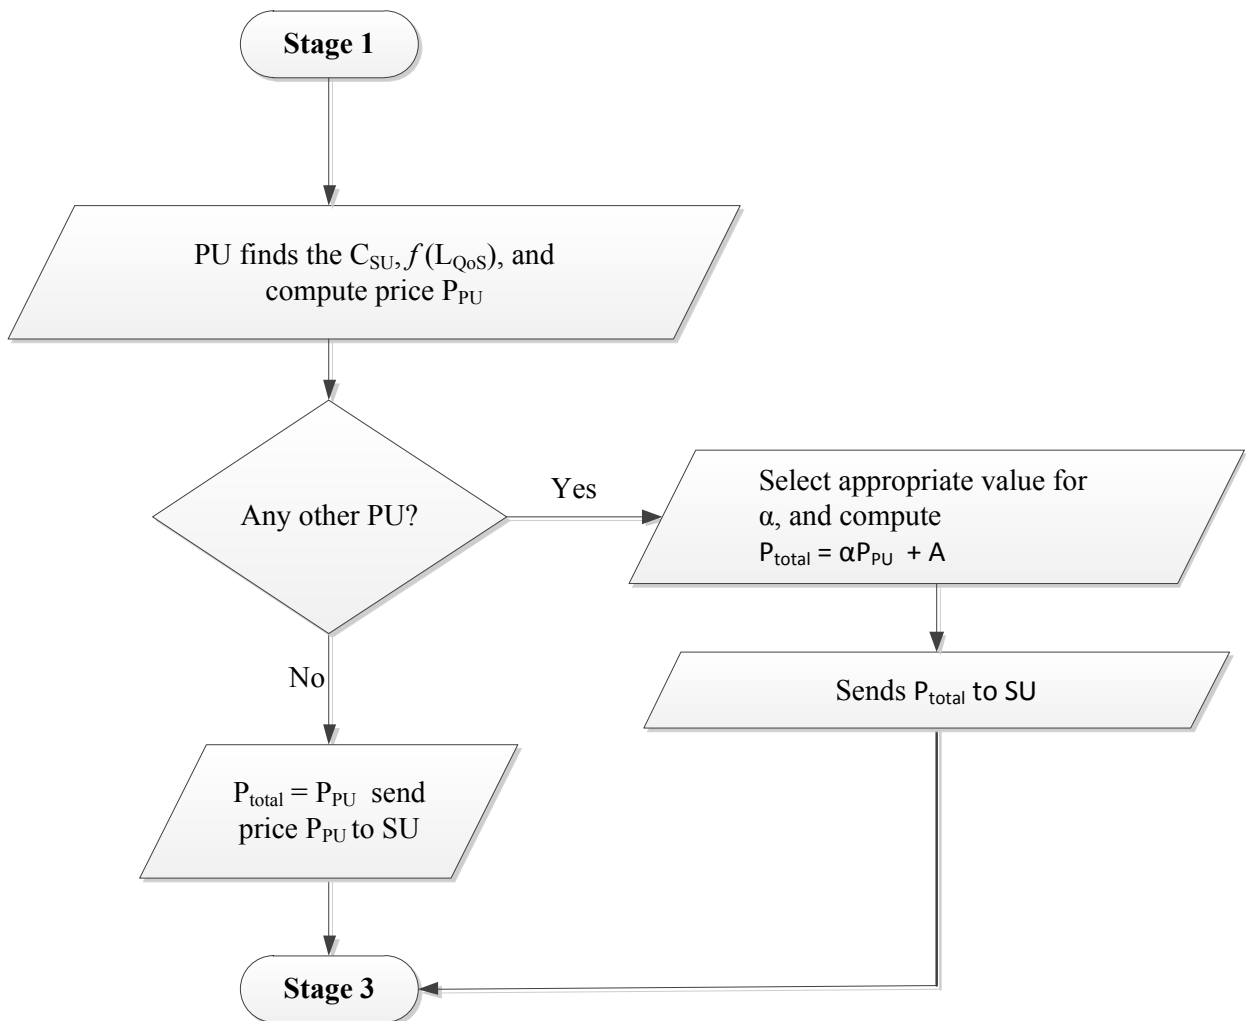 Stage 1
PU finds the C_SU, f (L_QoS), and
compute price P_PU
Any other PU?
Yes
Select appropriate value for
α, and compute
P_total = αP_PU + A
Sends P_total to SU
No
P_total = P_PU send
price P_PU to SU
Stage 3